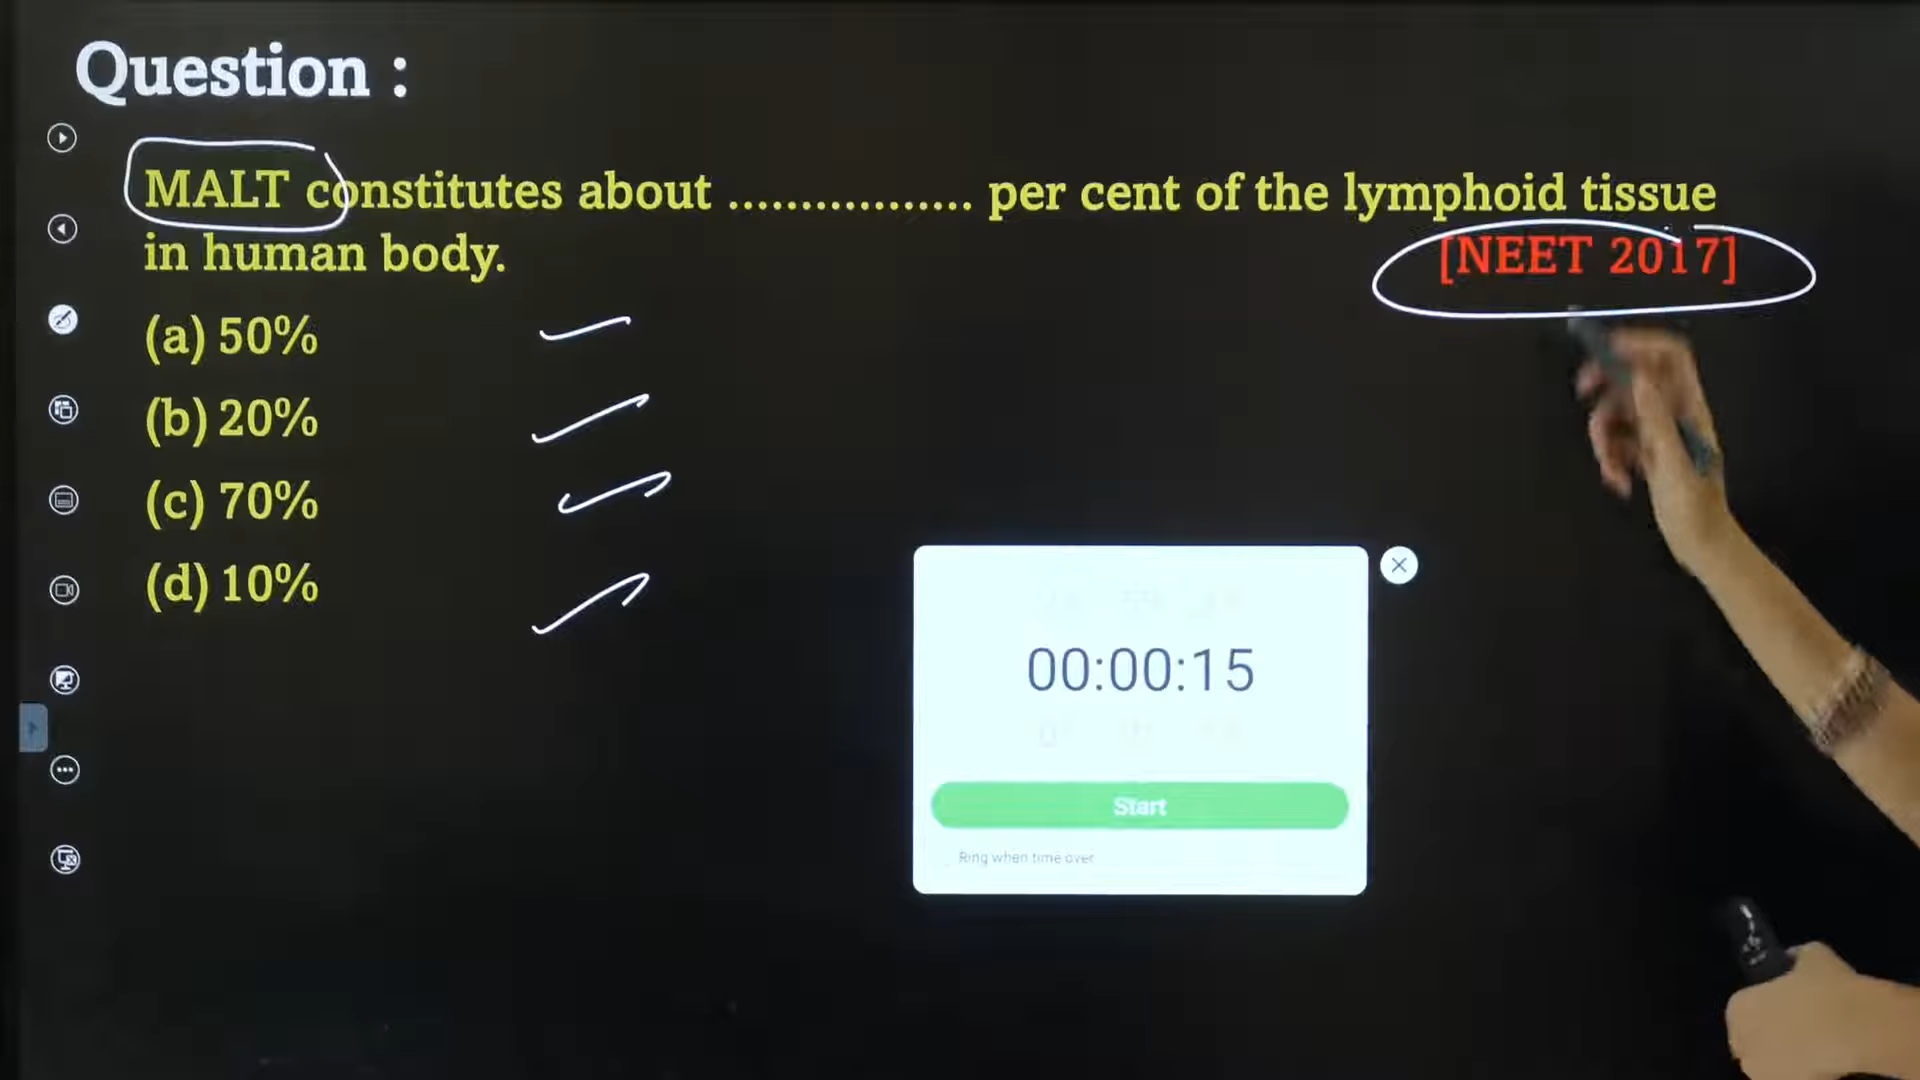 Question :
MALT constitutes about ................. per cent of the lymphoid tissue
in human body.
[NEET 2017]
(a) 50%
(b) 20%
(c) 70%
(d) 10%
00:00:15
Start
Ring when time over